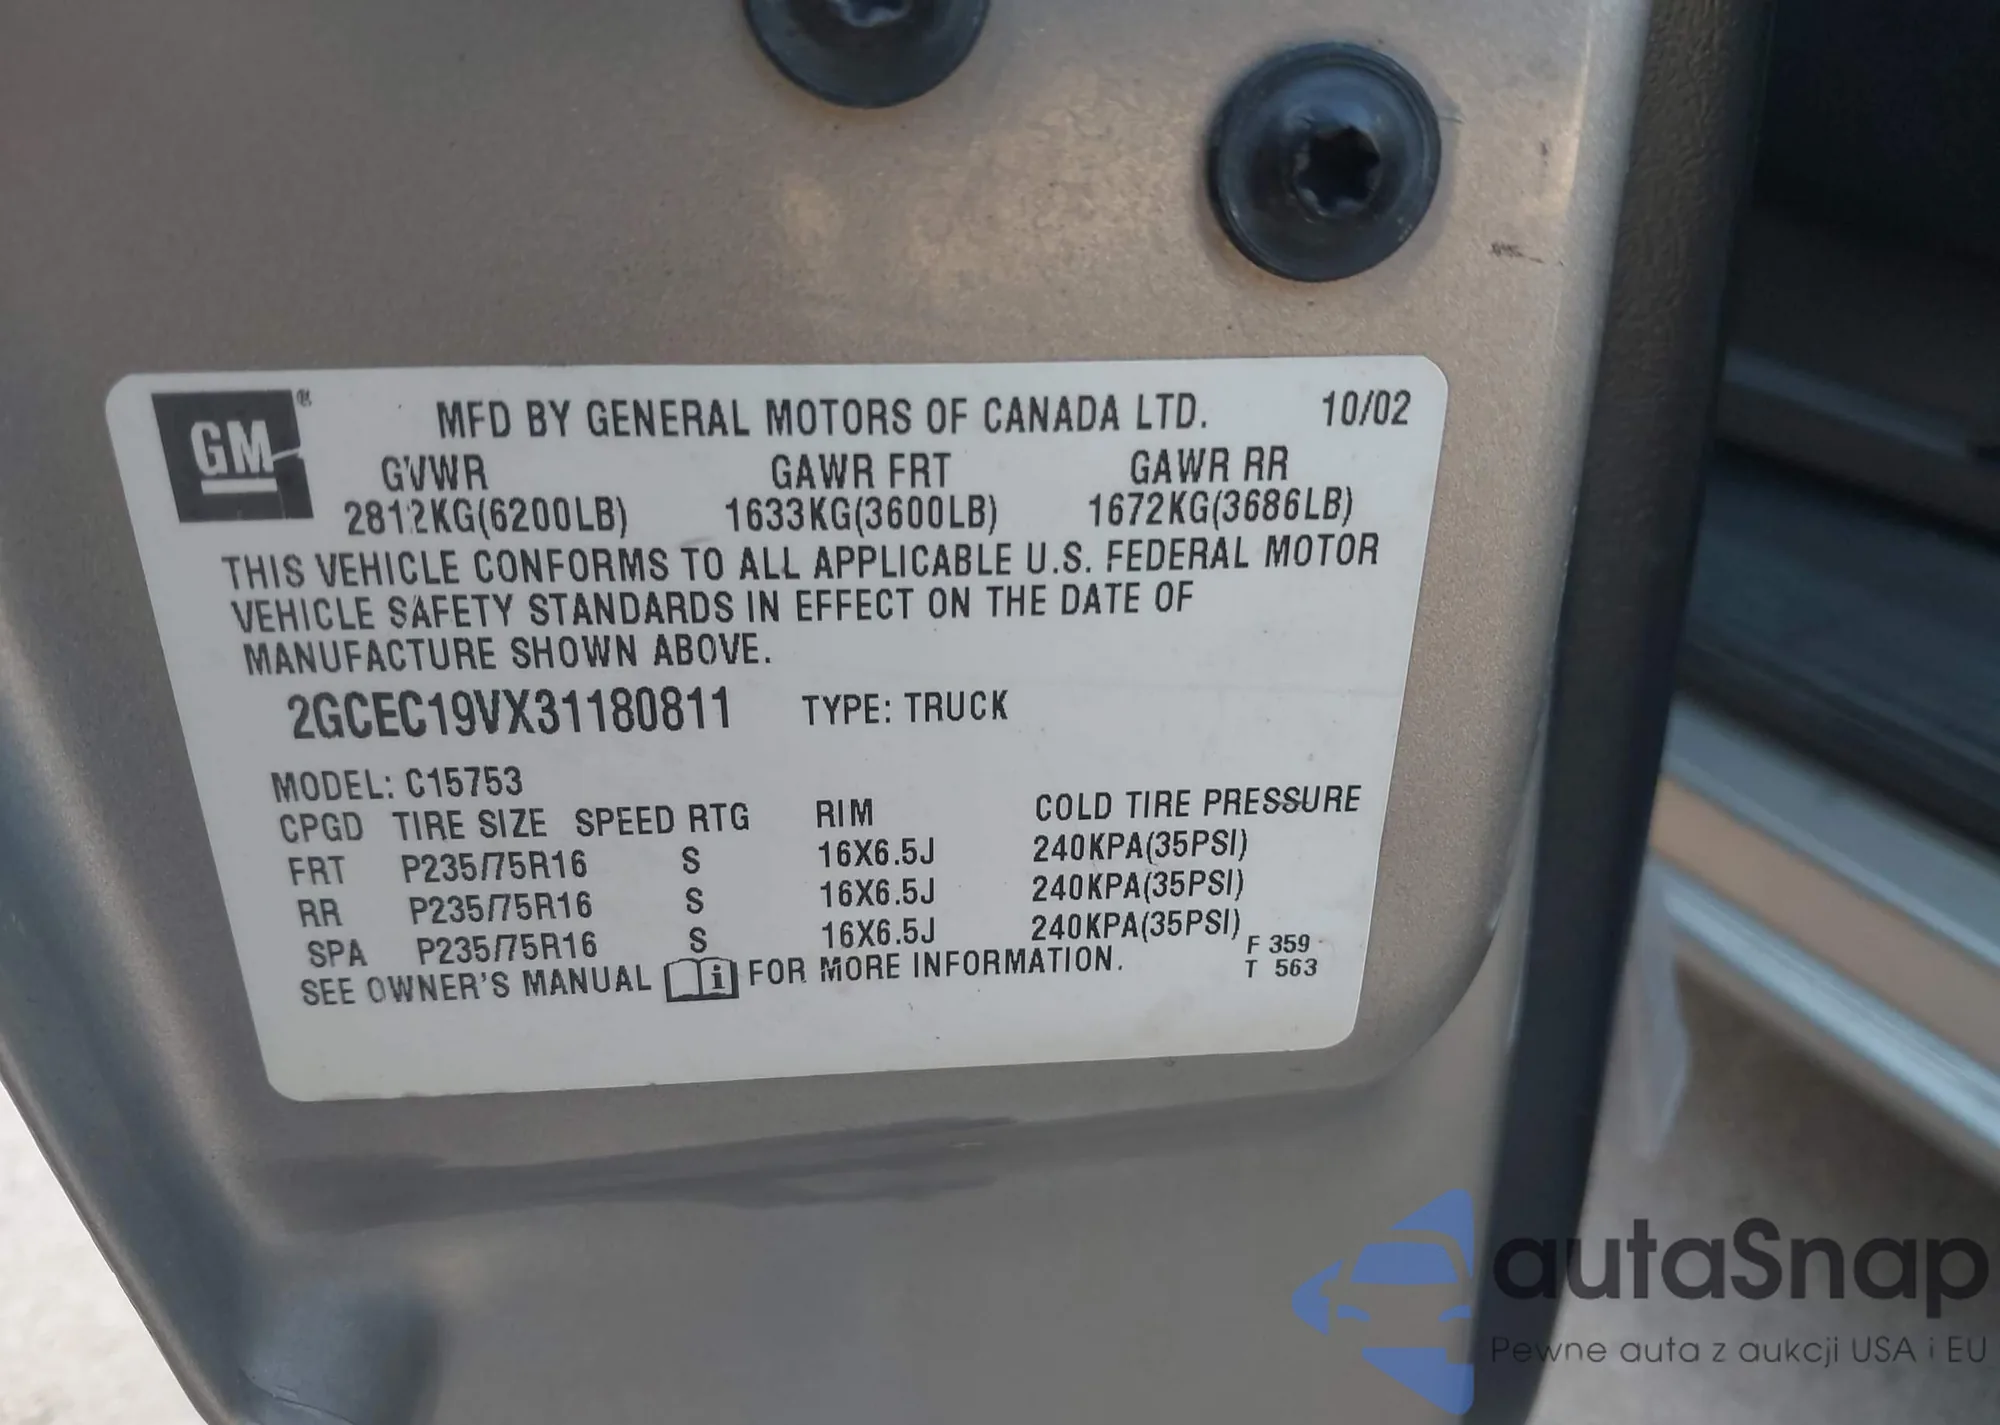 GM®
MFD BY GENERAL MOTORS OF CANADA LTD. 10/02
GVWR GAWR FRT GAWR RR
2812KG(6200LB) 1633KG(3600LB) 1672KG(3686LB)
THIS VEHICLE CONFORMS TO ALL APPLICABLE U.S. FEDERAL MOTOR
VEHICLE SAFETY STANDARDS IN EFFECT ON THE DATE OF
MANUFACTURE SHOWN ABOVE.
2GCEC19VX31180811 TYPE: TRUCK
MODEL: C15753
CPGD TIRE SIZE SPEED RTG RIM COLD TIRE PRESSURE
FRT P235/75R16 S 16X6.5J 240KPA(35PSI)
RR P235/75R16 S 16X6.5J 240KPA(35PSI)
SPA P235/75R16 S 16X6.5J 240KPA(35PSI)
SEE OWNER'S MANUAL i FOR MORE INFORMATION.
F 359
T 563
autaSnap
Pewne auta z aukcji USA i EU